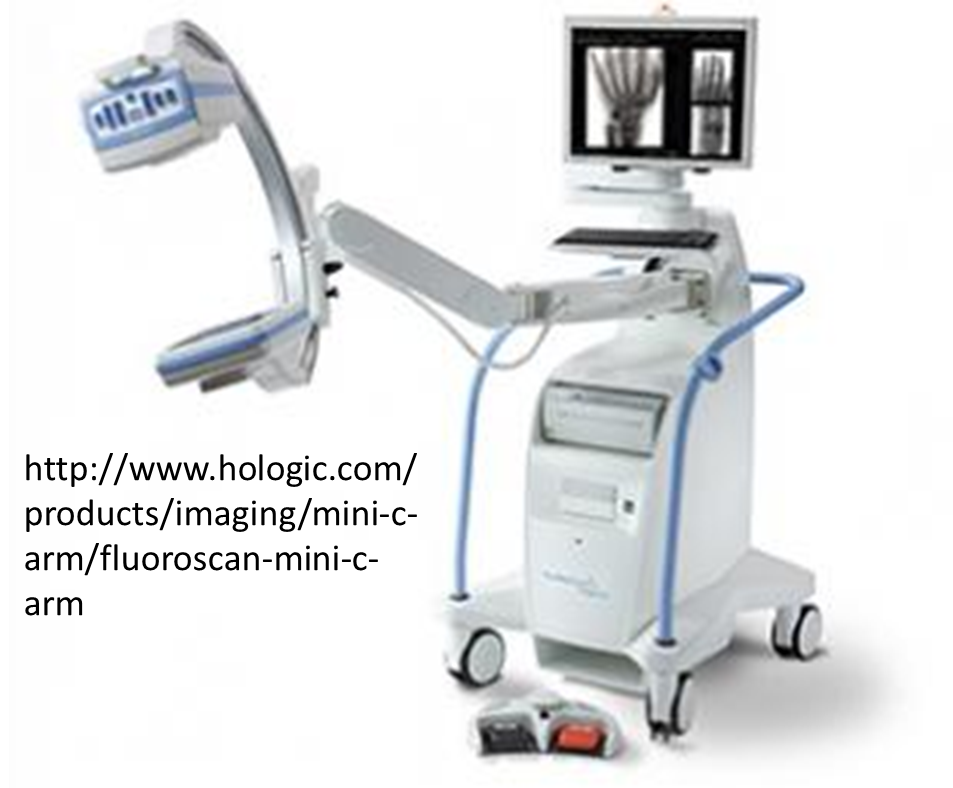 http://www.hologic.com/
products/imaging/mini-c-
arm/fluoroscan-mini-c-
arm